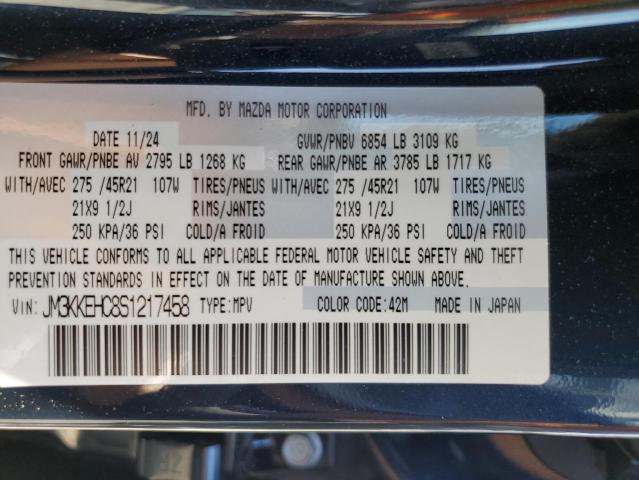 MFD. BY MAZDA MOTOR CORPORATION
DATE 11/24 GVWR/PNBV 6854 LB 3109 KG
FRONT GAWR/PNBE AV 2795 LB 1268 KG REAR GAWR/PNBE AR 3785 LB 1717 KG
WITH/AVEC 275 /45R21 107W TIRES/PNEUS WITH/AVEC 275 /45R21 107W TIRES/PNEUS
21X9 1/2J RIMS/JANTES 21X9 1/2J RIMS/JANTES
250 KPA/36 PSI COLD/A FROID 250 KPA/36 PSI COLD/A FROID
THIS VEHICLE CONFORMS TO ALL APPLICABLE FEDERAL MOTOR VEHICLE SAFETY AND THEFT
PREVENTION STANDARDS IN EFFECT ON THE DATE OF MANUFACTURE SHOWN ABOVE.
VIN: JM3KKEHC8S1217458 TYPE:MPV COLOR CODE:42M MADE IN JAPAN